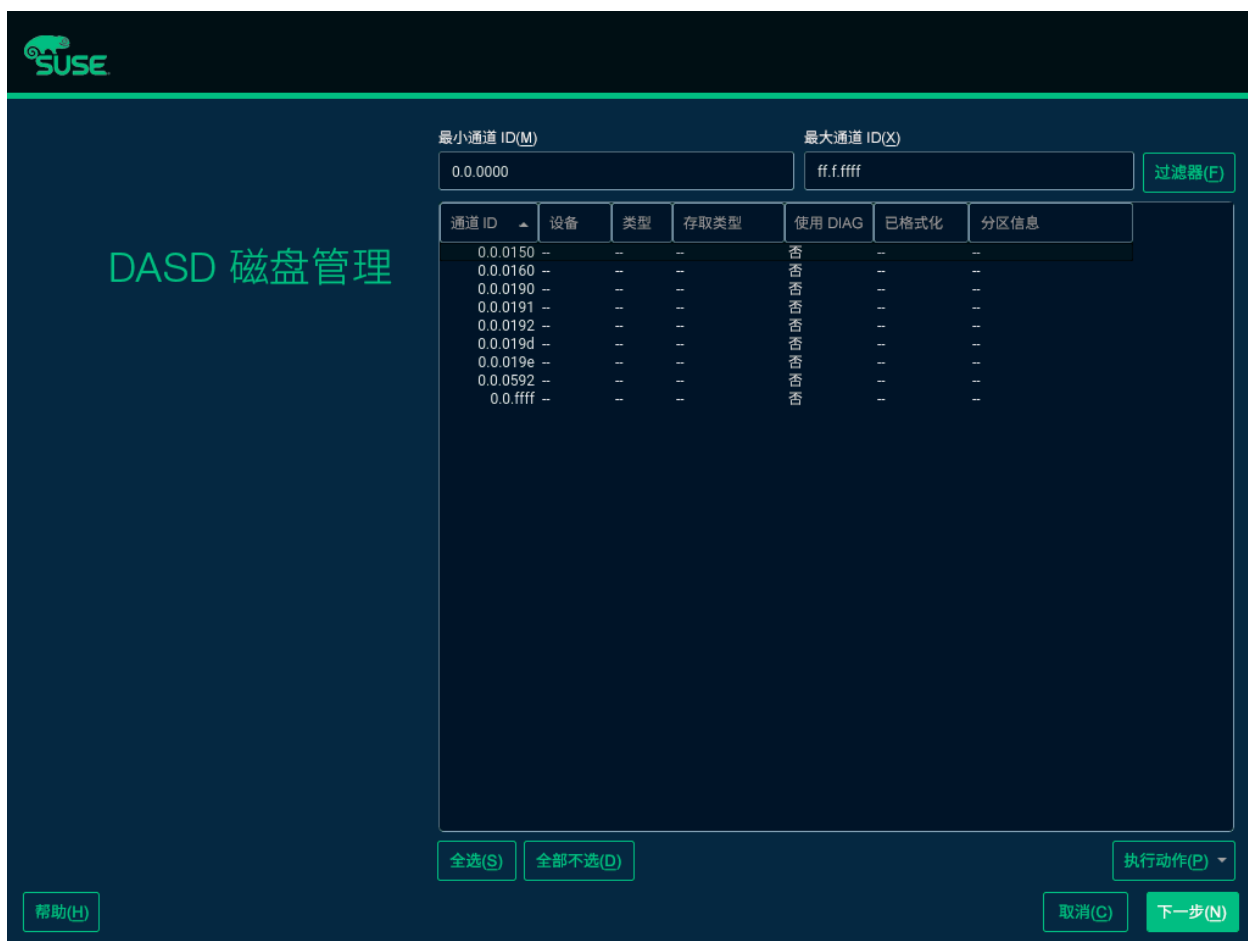 SUSE
最小通道 ID(M) 最大通道 ID(X)
0.0.0000 ff.f.ffff 过滤器(F)
通道 ID 设备 类型 存取类型 使用 DIAG 已格式化 分区信息
DASD 磁盘管理
0.0.0150 -- -- -- 否 -- --
0.0.0160 -- -- -- 否 -- --
0.0.0190 -- -- -- 否 -- --
0.0.0191 -- -- -- 否 -- --
0.0.0192 -- -- -- 否 -- --
0.0.019d -- -- -- 否 -- --
0.0.019e -- -- -- 否 -- --
0.0.0592 -- -- -- 否 -- --
0.0.ffff -- -- -- 否 -- --
全选(S) 全部不选(D) 执行动作(P)
帮助(H) 取消(C) 下一步(N)